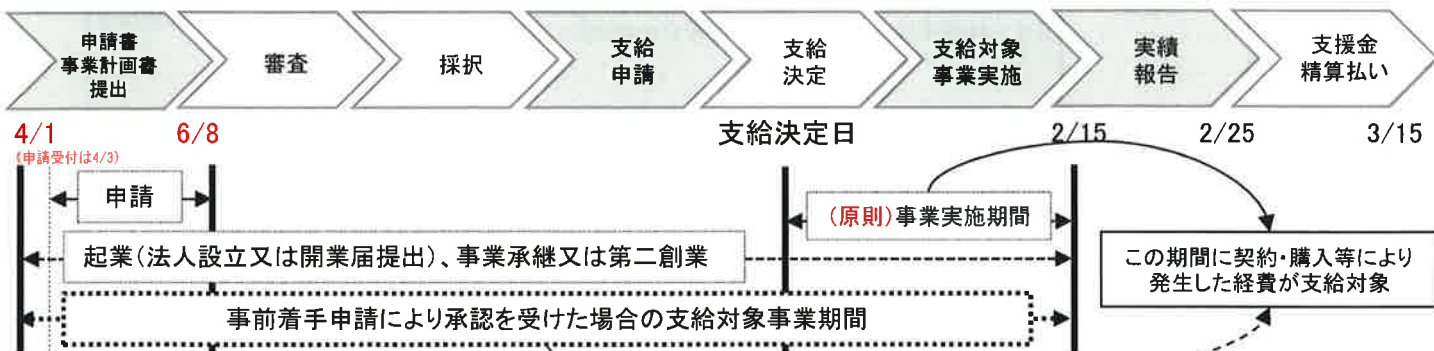 申請書
事業計画書
提出
審査
採択
支給
申請
支給
決定
支給対象
事業実施
実績
報告
支援金
精算払い
4/1
6/8
支給決定日
2/15
2/25
3/15
(申請受付は4/3)
申請
(原則)事業実施期間
起業(法人設立又は開業届提出)、事業承継又は第二創業
この期間に契約・購入等により
発生した経費が支給対象
事前着手申請により承認を受けた場合の支給対象事業期間